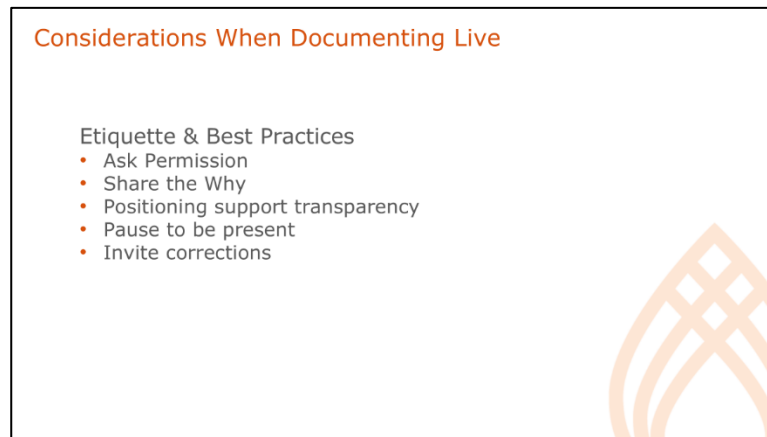 Considerations When Documenting Live
Etiquette & Best Practices
• Ask Permission
• Share the Why
• Positioning support transparency
• Pause to be present
• Invite corrections